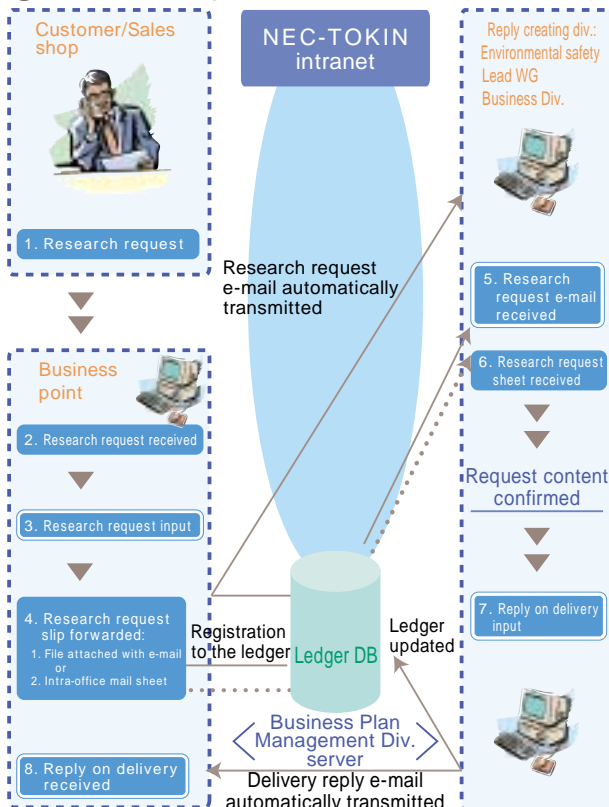 Customer/Sales
shop
1. Research request
Business
point
2. Research request received
3. Research request input
4. Research request
slip forwarded:
1. File attached with e-mail
or
2. Intra-office mail sheet
8. Reply on delivery
received
NEC-TOKIN
intranet
Research request
e-mail automatically
transmitted
Registration
to the ledger
Ledger DB
Ledger
updated
Business Plan
Management Div.
server
Delivery reply e-mail
automatically transmitted
Reply creating div.:
Environmental safety
Lead WG
Business Div.
5. Research
request e-mail
received
6. Research request
sheet received
Request content
confirmed
7. Reply on delivery
input